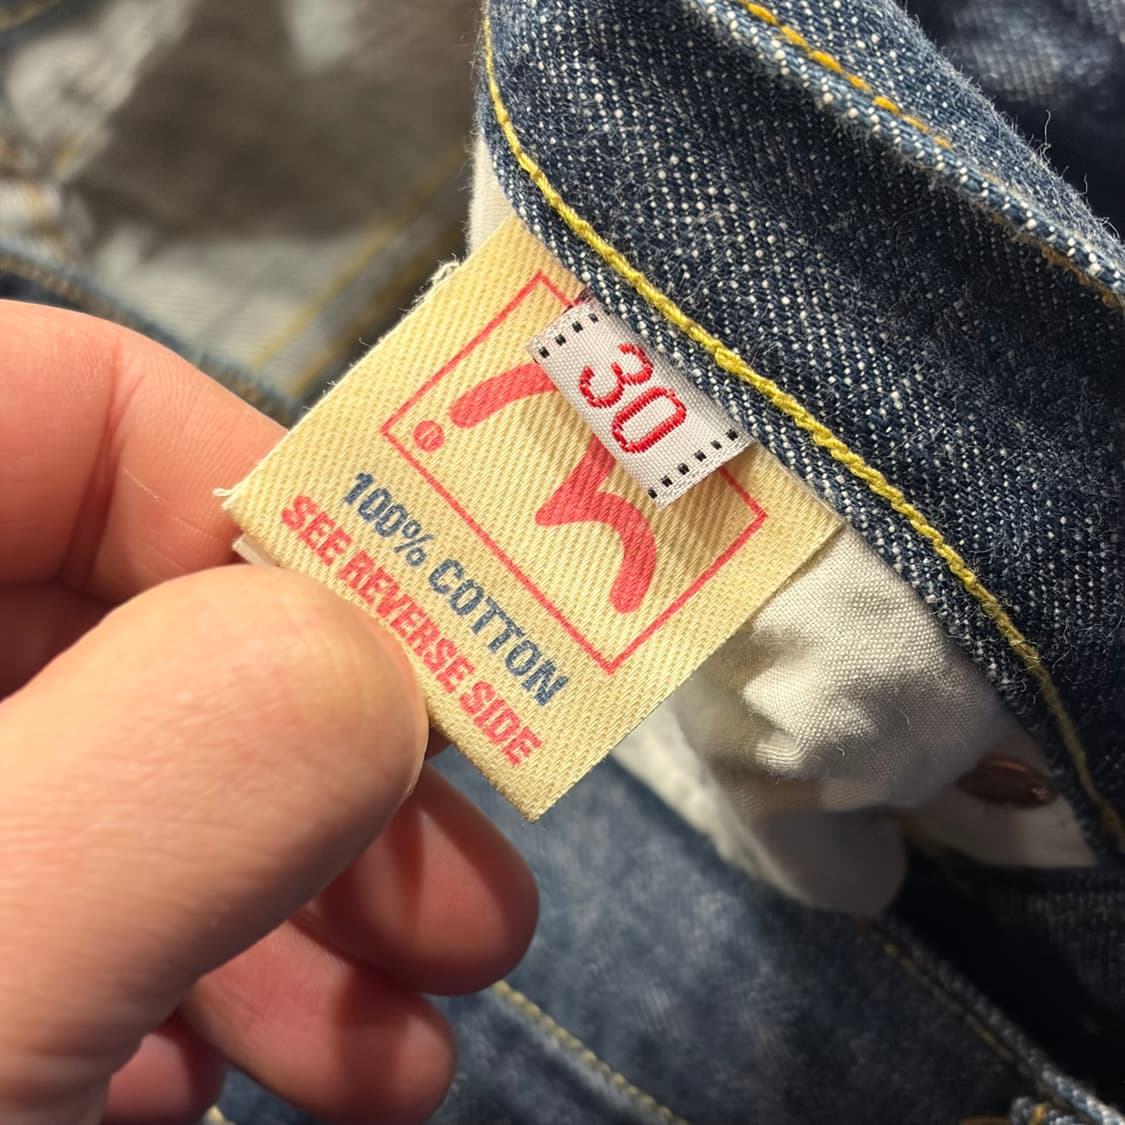 30
®
100% COTTON
SEE REVERSE SIDE